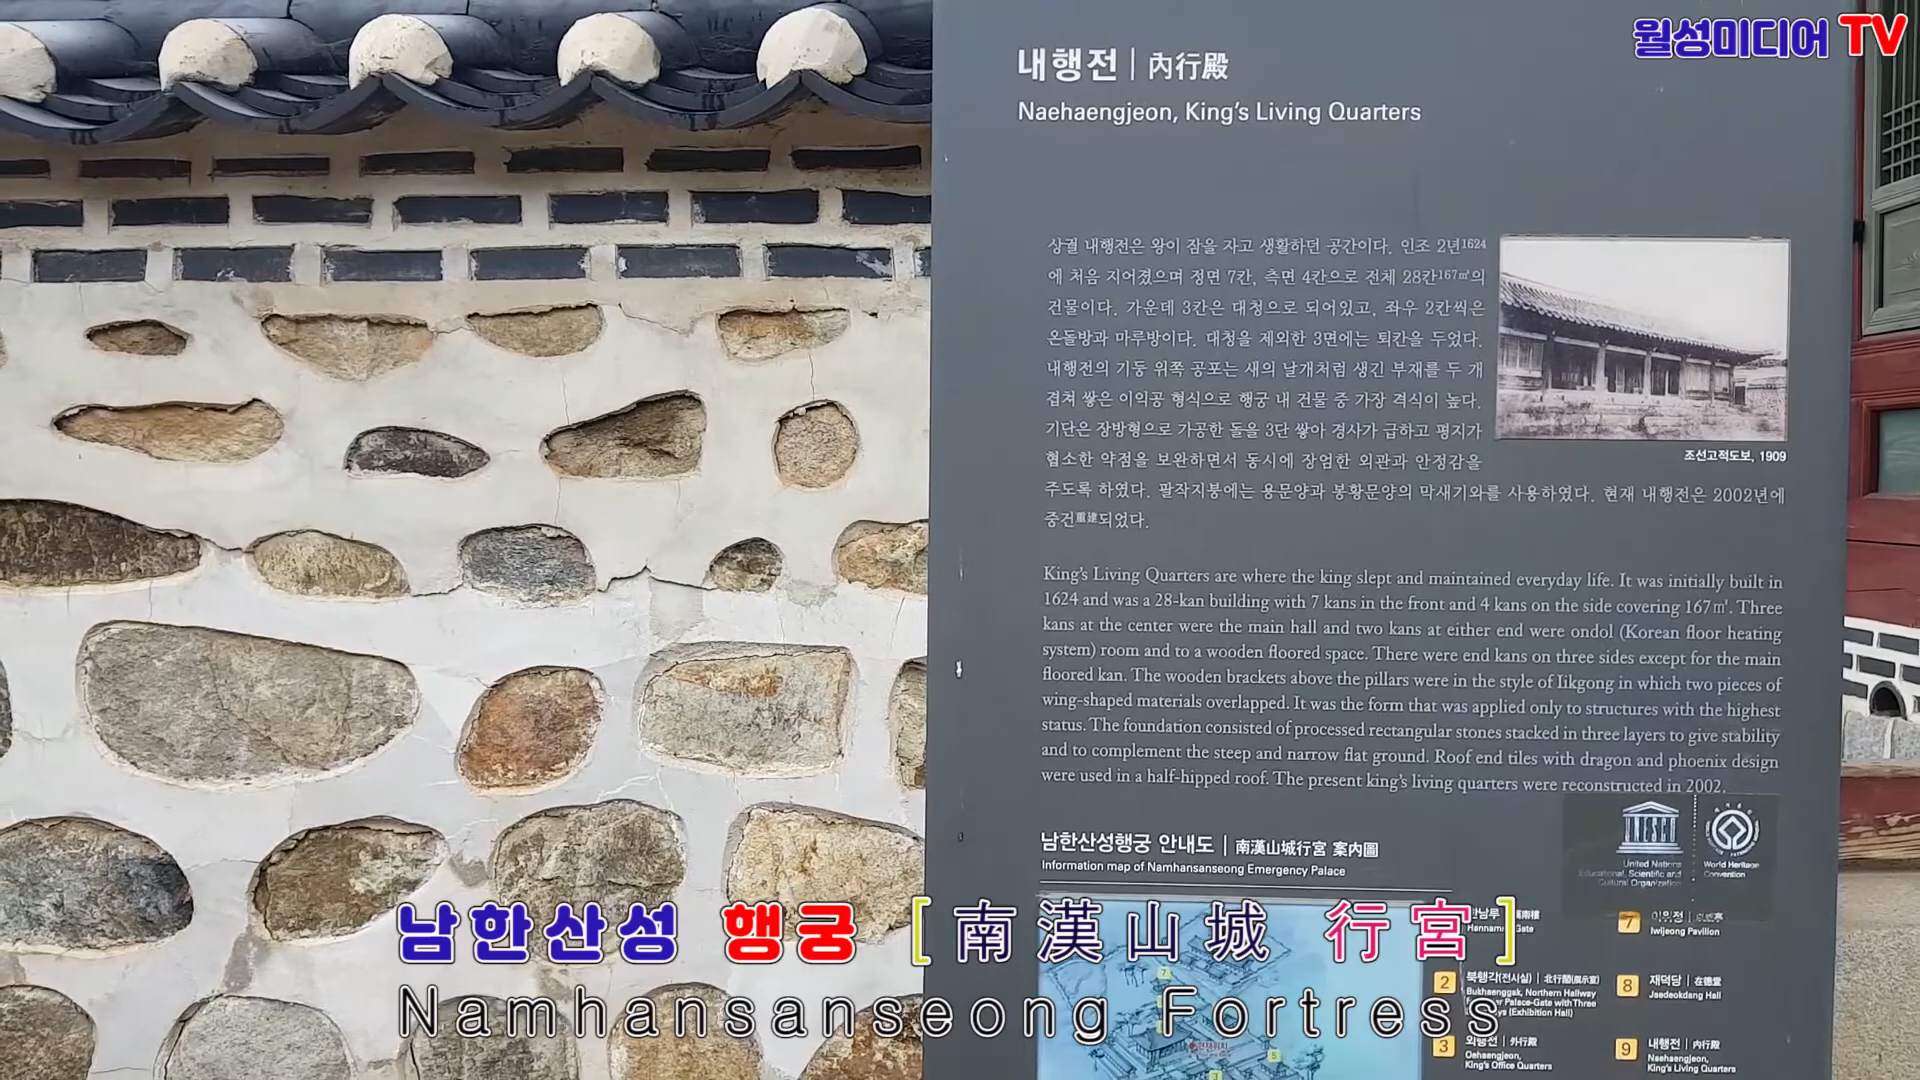 월성미디어 TV
내행전 | 內行殿
Naehaengjeon, King's Living Quarters
상궐 내행전은 왕이 잠을 자고 생활하던 공간이다. 인조 2년1624
에 처음 지어졌으며 정면 7칸, 측면 4칸으로 전체 28칸167㎡의
건물이다. 가운데 3칸은 대청으로 되어있고, 좌우 2칸씩은
온돌방과 마루방이다. 대청을 제외한 3면에는 퇴칸을 두었다.
내행전의 기둥 위쪽 공포는 새의 날개처럼 생긴 부재를 두 개
겹쳐 쌓은 이익공 형식으로 행궁 내 건물 중 가장 격식이 높다.
기단은 장방형으로 가공한 돌을 3단 쌓아 경사가 급하고 평지가
협소한 약점을 보완하면서 동시에 장엄한 외관과 안정감을
주도록 하였다. 팔작지붕에는 용문양과 봉황문양의 막새기와를 사용하였다. 현재 내행전은 2002년에
중건重建되었다.
조선고적도보, 1909
King's Living Quarters are where the king slept and maintained everyday life. It was initially built in
1624 and was a 28-kan building with 7 kans in the front and 4 kans on the side covering 167㎡. Three
kans at the center were the main hall and two kans at either end were ondol (Korean floor heating
system) room and to a wooden floored space. There were end kans on three sides except for the main
floored kan. The wooden brackets above the pillars were in the style of Iikgong in which two pieces of
wing-shaped materials overlapped. It was the form that was applied only to structures with the highest
status. The foundation consisted of processed rectangular stones stacked in three layers to give stability
and to complement the steep and narrow flat ground. Roof end tiles with dragon and phoenix design
were used in a half-hipped roof. The present king's living quarters were reconstructed in 2002.
UNESCO
United Nations
Educational, Scientific and
Cultural Organization
World Heritage
Convention
남한산성행궁 안내도 | 南漢山城行宮 案內圖
Information map of Namhansanseong Emergency Palace
남한산성 행궁 [南漢山城 行宮]
Namhansanseong Fortress
7
Iwijeong Pavilion
2 북행각(전시실) | 北行閣(展示室)
Bukhaenggak, Northern Hallway
Palace-Gate with Three
(Exhibition Hall)
8 재덕당 | 在德堂
Jaedeokdang Hall
3 외행전 | 外行殿
Oehaengjeon,
King's Office Quarters
9 내행전 | 內行殿
Naehaengjeon,
King's Living Quarters